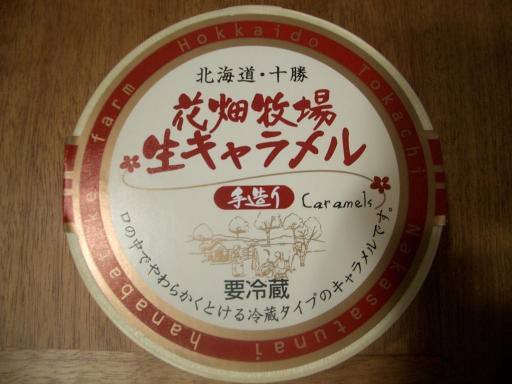 hanabatake farm Hokkaido Tokachi Nakasatsunai
北海道・十勝
花畑牧場
生キャラメル
手造り Caramels
要冷蔵
口の中でやわらかくとける冷蔵タイプのキャラメルです。